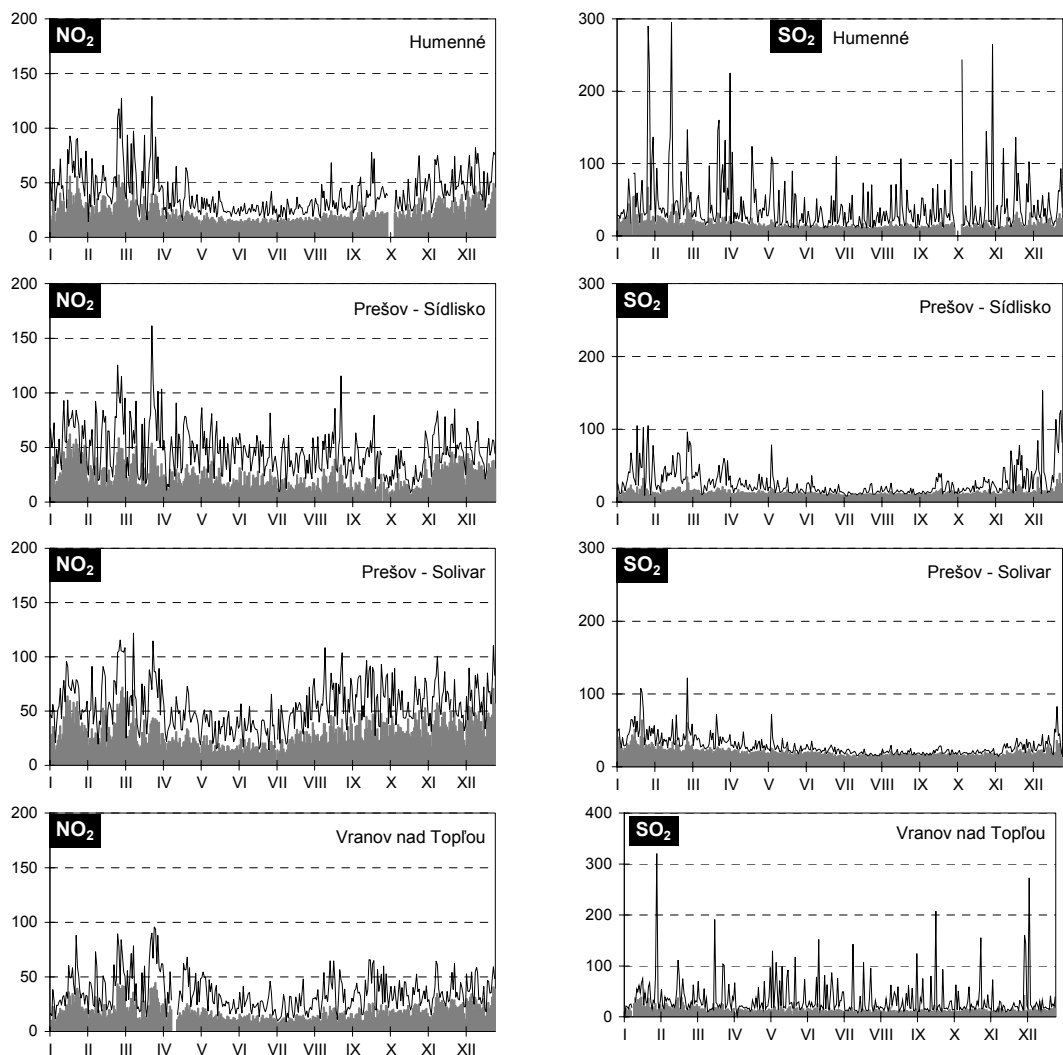 NO₂ Humenné
200
150
100
50
0
I II III IV V VI VII VIII IX X XI XII
SO₂ Humenné
300
200
100
0
I II III IV V VI VII VIII IX X XI XII
NO₂ Prešov - Sídlisko
200
150
100
50
0
I II III IV V VI VII VIII IX X XI XII
SO₂ Prešov - Sídlisko
300
200
100
0
I II III IV V VI VII VIII IX X XI XII
NO₂ Prešov - Solivar
200
150
100
50
0
I II III IV V VI VII VIII IX X XI XII
SO₂ Prešov - Solivar
300
200
100
0
I II III IV V VI VII VIII IX X XI XII
NO₂ Vranov nad Topľou
200
150
100
50
0
I II III IV V VI VII VIII IX X XI XII
SO₂ Vranov nad Topľou
400
300
200
100
0
I II III IV V VI VII VIII IX X XI XII